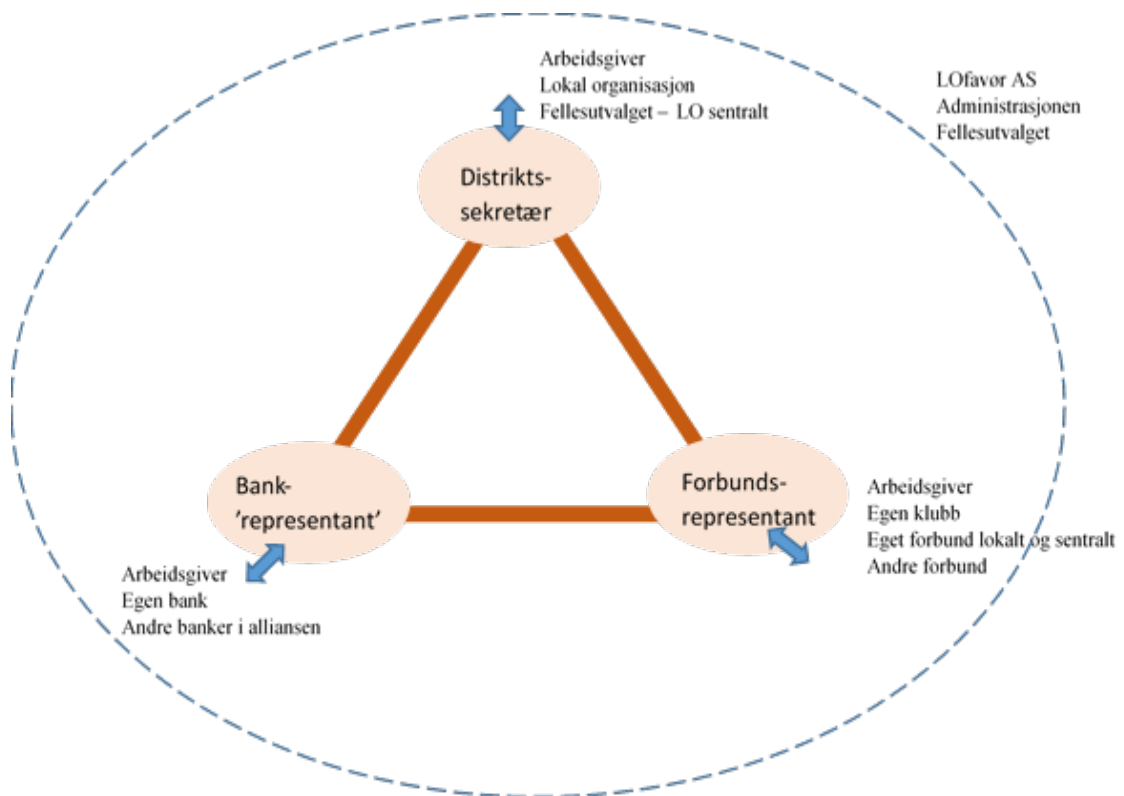 Arbeidsgiver
Lokal organisasjon
Fellesutvalget – LO sentralt
LOfavør AS
Administrasjonen
Fellesutvalget
Distrikts-
sekretær
Bank-
'representant'
Forbunds-
representant
Arbeidsgiver
Egen klubb
Eget forbund lokalt og sentralt
Andre forbund
Arbeidsgiver
Egen bank
Andre banker i alliansen